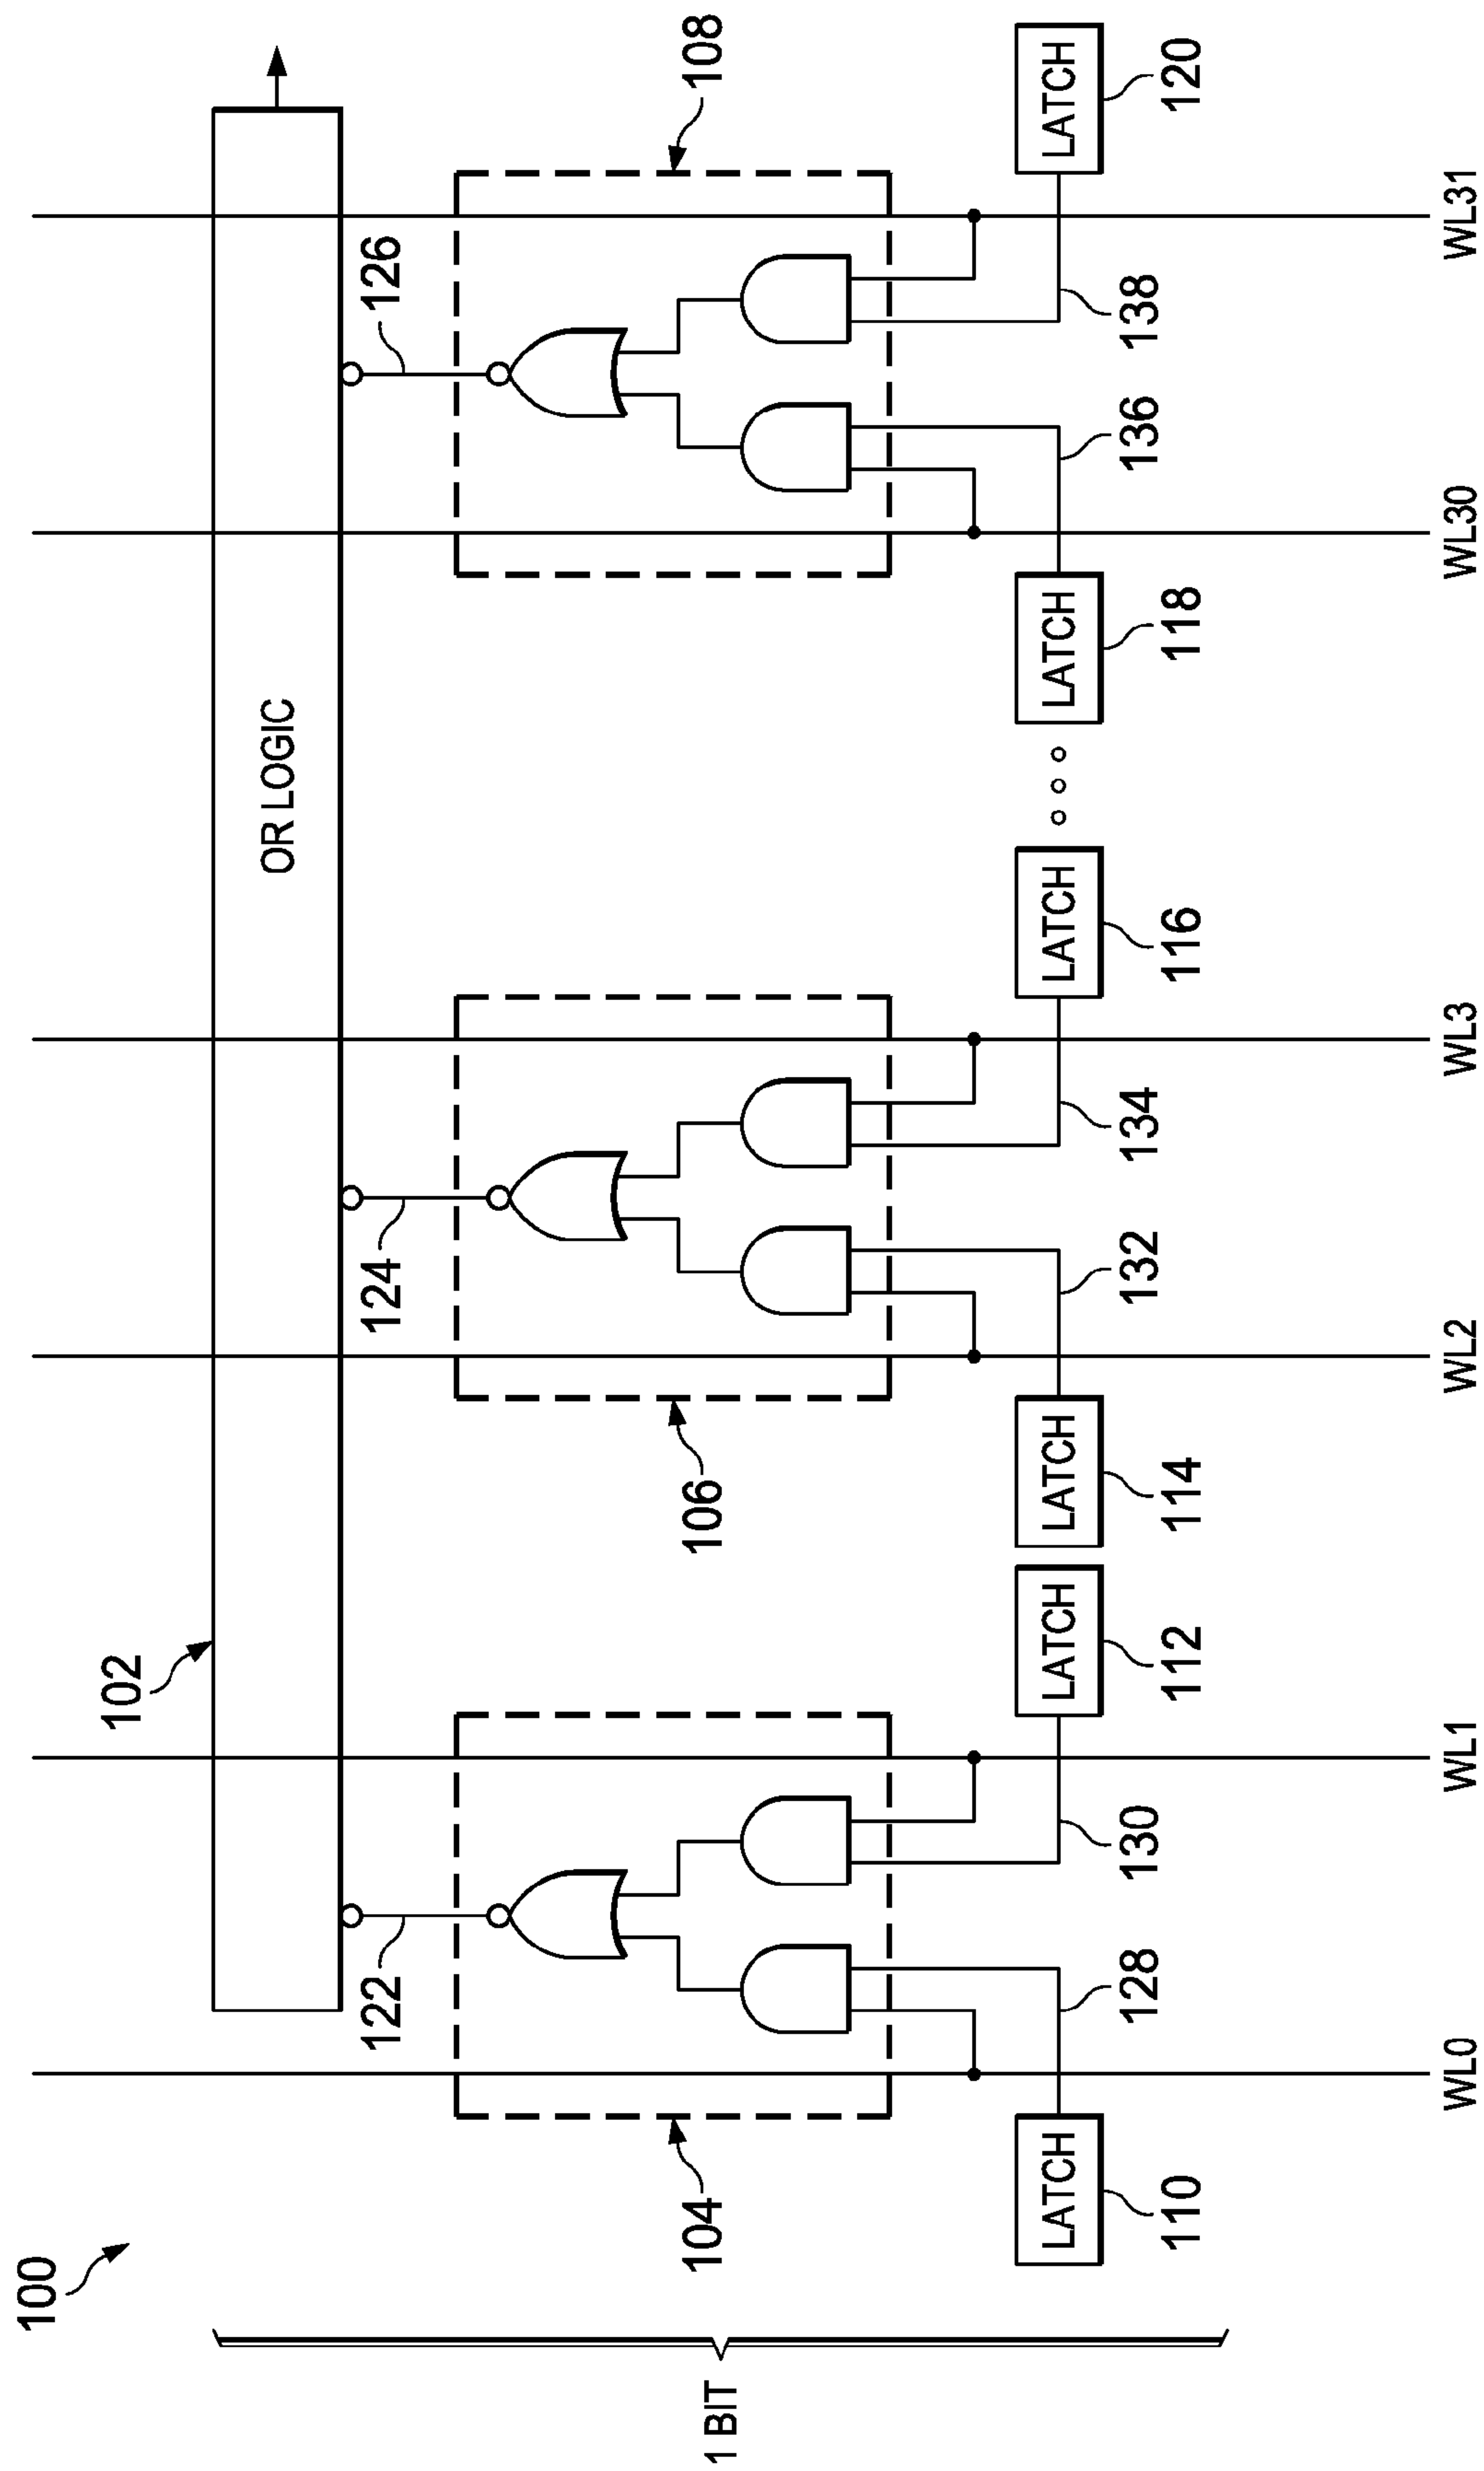 100
102
OR LOGIC
122
124
126
104
106
108
128
130
132
134
136
138
LATCH
LATCH
LATCH
LATCH
LATCH
LATCH
110
112
114
116
118
120
1 BIT
WL0
WL1
WL2
WL3
WL30
WL31